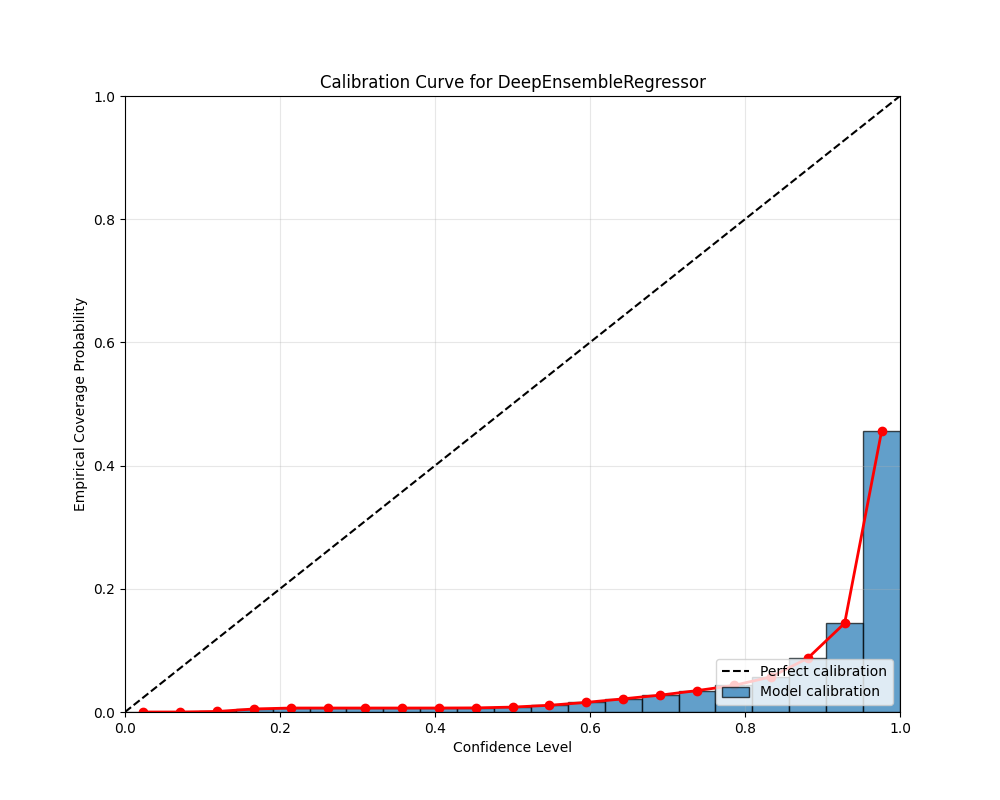 Calibration Curve for DeepEnsembleRegressor
Empirical Coverage Probability
1.0
0.8
0.6
0.4
0.2
0.0
0.0 0.2 0.4 0.6 0.8 1.0
Confidence Level
Perfect calibration
Model calibration